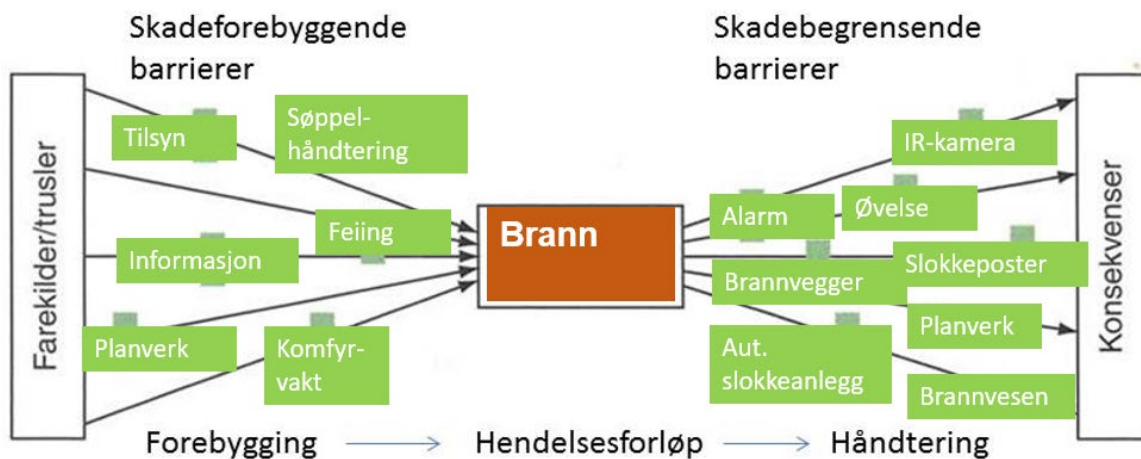 Skadeforebyggende
barrierer
Skadebegrensende
barrierer
Farekilder/trusler
Tilsyn
Søppel-
håndtering
Feiing
Informasjon
Planverk
Komfyr-
vakt
Brann
IR-kamera
Alarm
Øvelse
Brannvegger
Slokkeposter
Planverk
Aut.
slokkeanlegg
Brannvesen
Konsekvenser
Forebygging
Hendelsesforløp
Håndtering